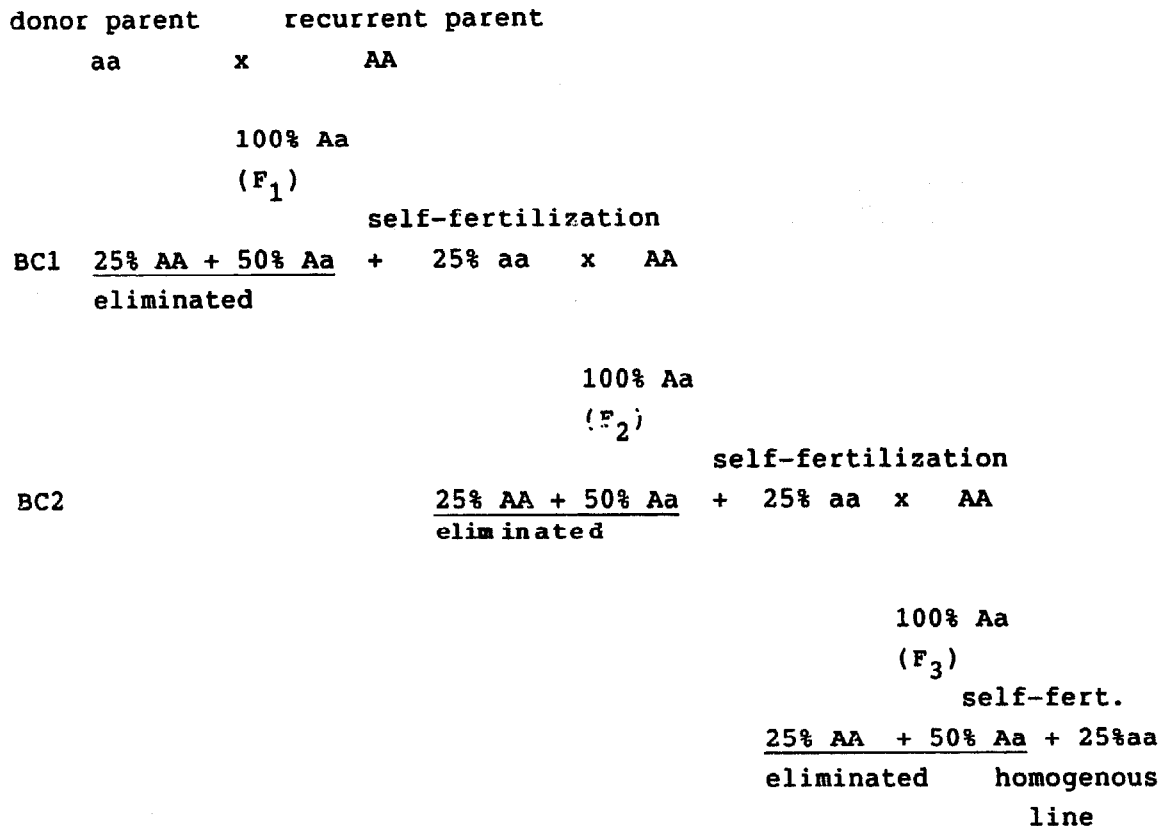 donor parent recurrent parent
aa x AA
100% Aa
(F1)
self-fertilization
BC1 25% AA + 50% Aa + 25% aa x AA
eliminated
100% Aa
(F2)
self-fertilization
BC2 25% AA + 50% Aa + 25% aa x AA
eliminated
100% Aa
(F3)
self-fert.
25% AA + 50% Aa + 25%aa
eliminated homogenous
line